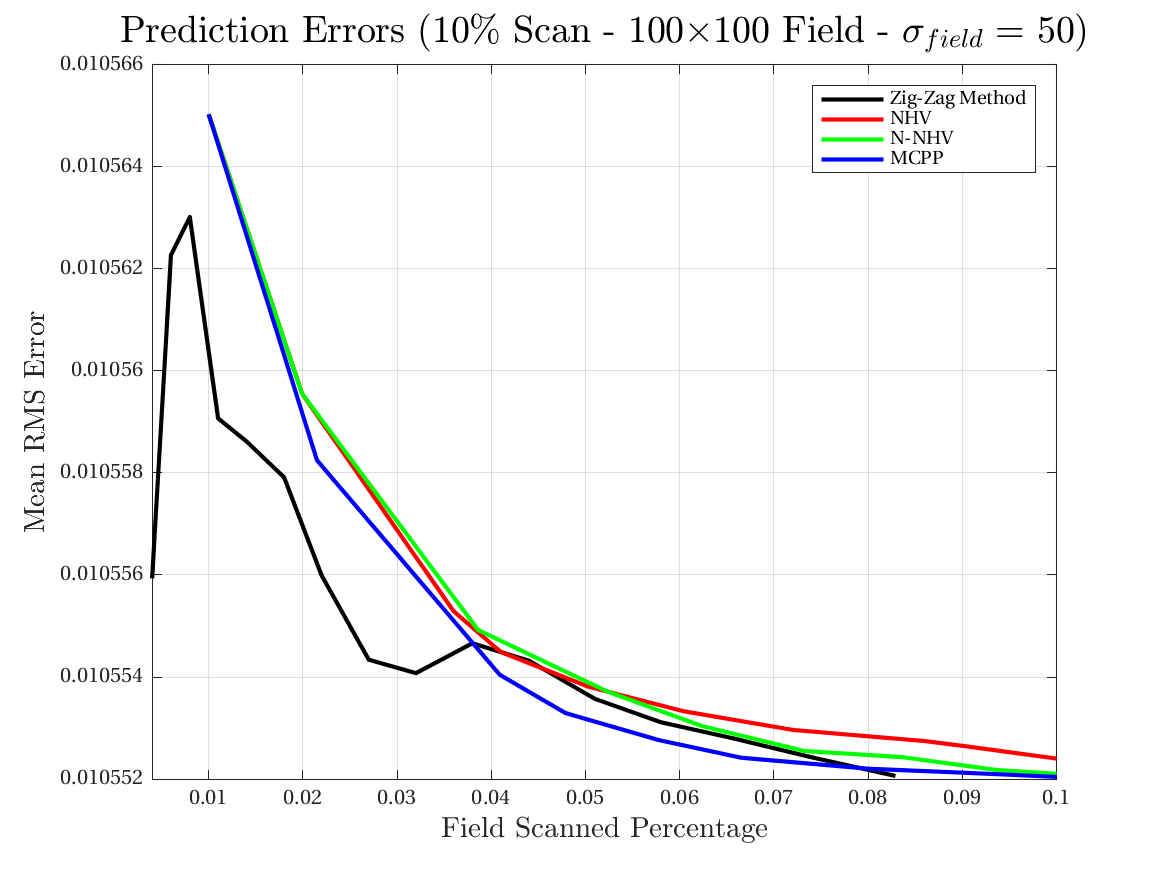 Prediction Errors (10% Scan - 100×100 Field - σ_field = 50)
0.010566
0.010564
0.010562
0.01056
0.010558
0.010556
0.010554
0.010552
Mean RMS Error
Zig-Zag Method
NHV
N-NHV
MCPP
0.01 0.02 0.03 0.04 0.05 0.06 0.07 0.08 0.09 0.1
Field Scanned Percentage